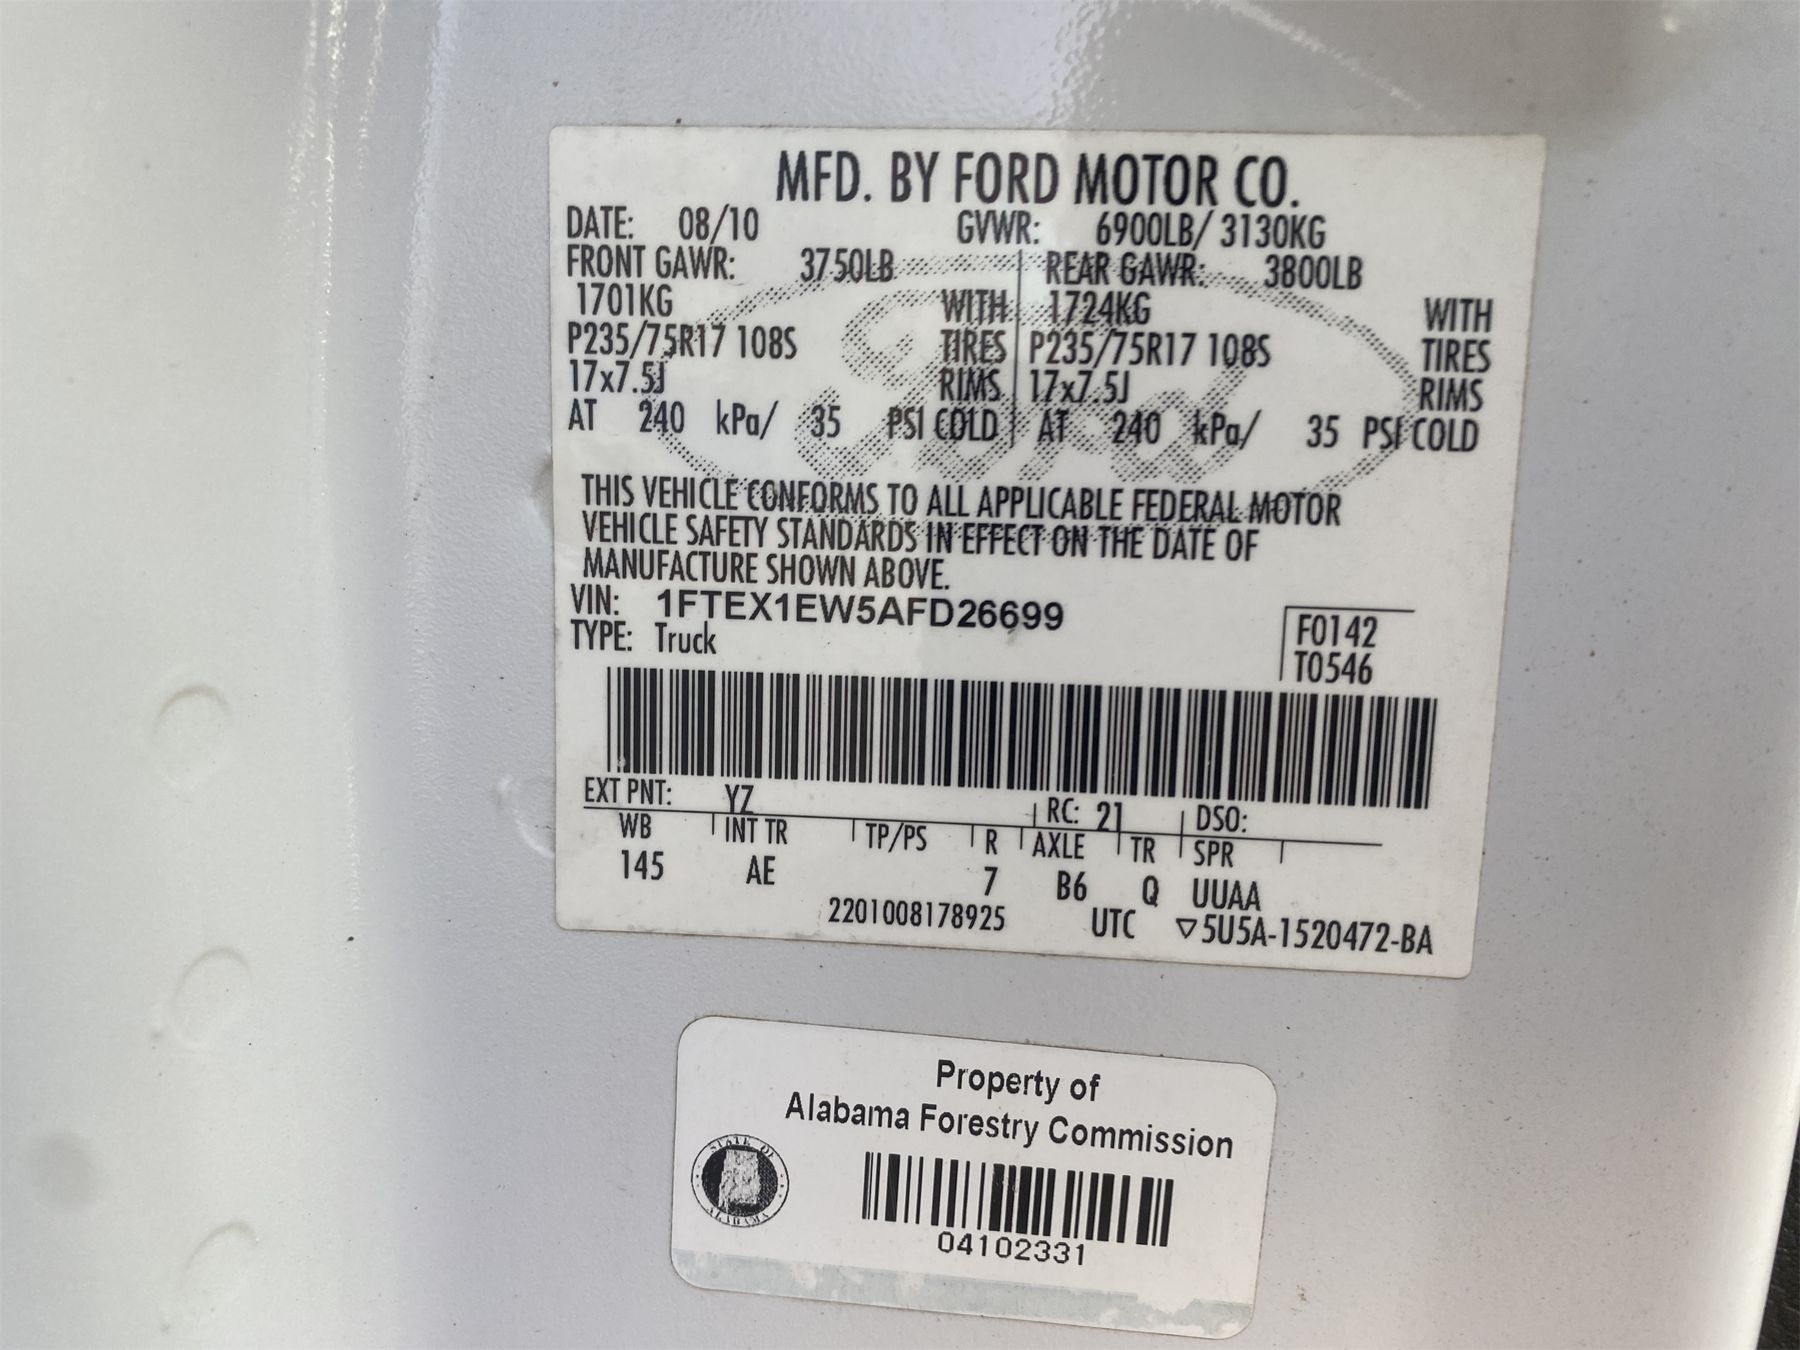 MFD. BY FORD MOTOR CO.
DATE: 08/10 GVWR: 6900LB/ 3130KG
FRONT GAWR: 3750LB REAR GAWR: 3800LB
1701KG WITH 1724KG WITH
P235/75R17 108S TIRES P235/75R17 108S TIRES
17x7.5J RIMS 17x7.5J RIMS
AT 240 kPa/ 35 PSI COLD AT 240 kPa/ 35 PSI COLD
Ford
THIS VEHICLE CONFORMS TO ALL APPLICABLE FEDERAL MOTOR
VEHICLE SAFETY STANDARDS IN EFFECT ON THE DATE OF
MANUFACTURE SHOWN ABOVE.
VIN: 1FTEX1EW5AFD26699
TYPE: Truck
F0142
T0546
EXT PNT: YZ RC: 21 DSO:
WB INT TR TP/PS R AXLE TR SPR
145 AE 7 B6 Q UUAA
2201008178925 UTC ▽5U5A-1520472-BA
Property of
Alabama Forestry Commission
STATE OF
ALABAMA
04102331